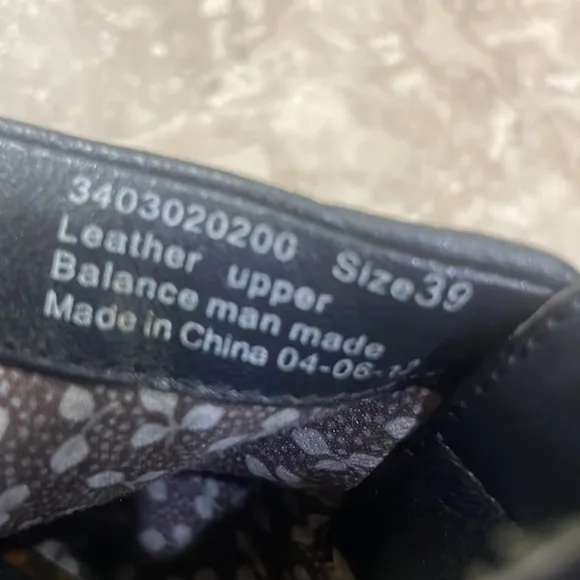 3403020200 Size39
Leather upper
Balance man made
Made in China 04-06-